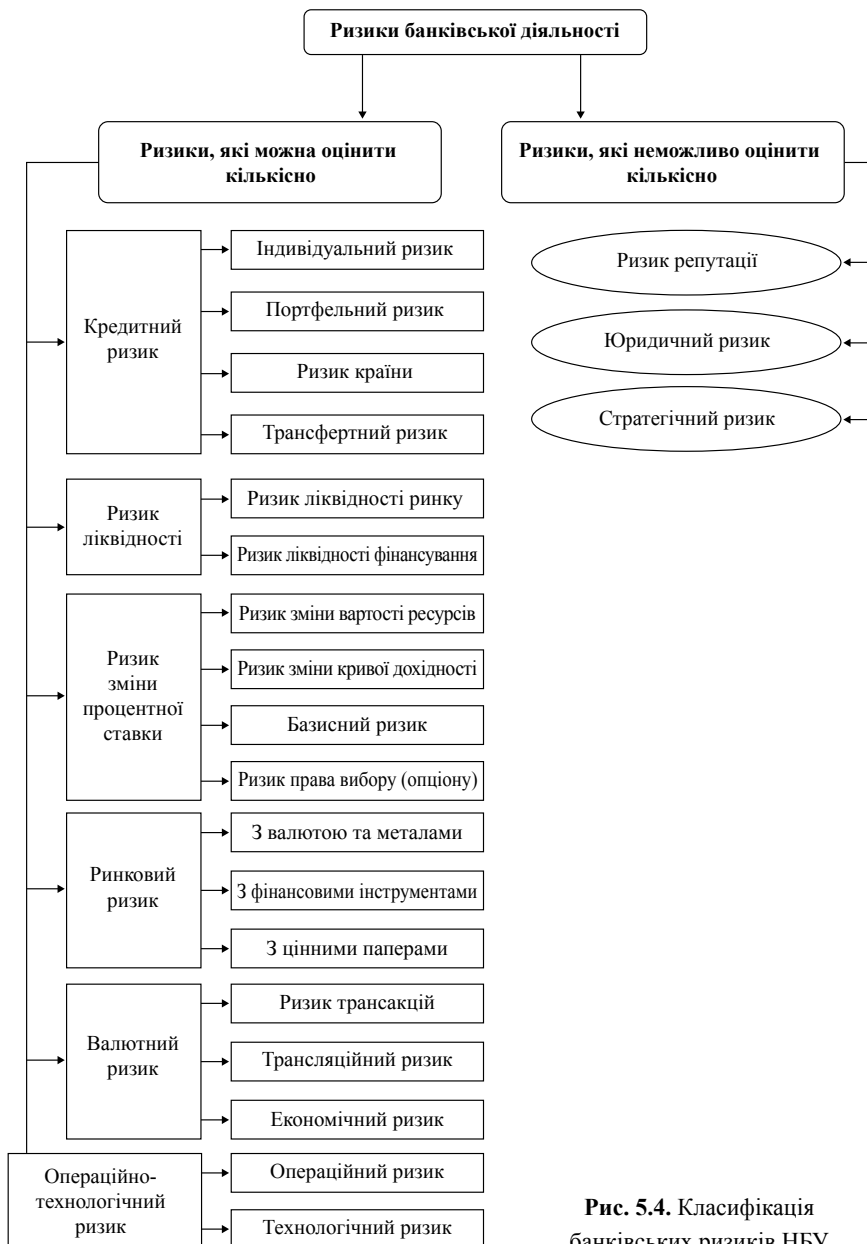 Ризики банківської діяльності
Ризики, які можна оцінити
кількісно
Ризики, які неможливо оцінити
кількісно
Кредитний
ризик
Індивідуальний ризик
Портфельний ризик
Ризик країни
Трансфертний ризик
Ризик репутації
Юридичний ризик
Стратегічний ризик
Ризик
ліквідності
Ризик ліквідності ринку
Ризик ліквідності фінансування
Ризик
зміни
процентної
ставки
Ризик зміни вартості ресурсів
Ризик зміни кривої дохідності
Базисний ризик
Ризик права вибору (опціону)
Ринковий
ризик
З валютою та металами
З фінансовими інструментами
З цінними паперами
Валютний
ризик
Ризик трансакцій
Трансляційний ризик
Економічний ризик
Операційно-
технологічний
ризик
Операційний ризик
Технологічний ризик
Рис. 5.4. Класифікація
банківських ризиків НБУ